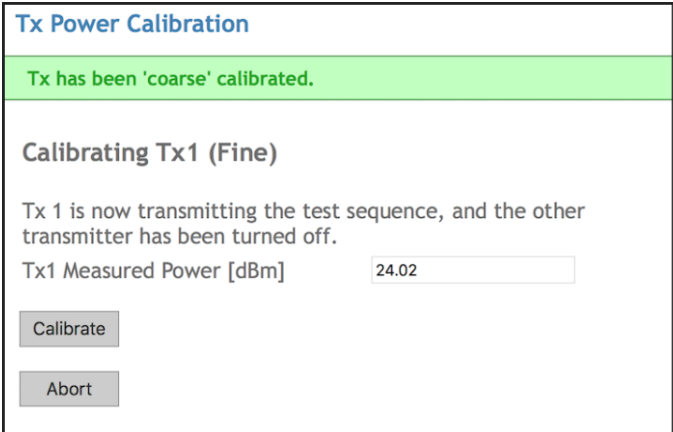 Tx Power Calibration
Tx has been 'coarse' calibrated.
Calibrating Tx1 (Fine)
Tx 1 is now transmitting the test sequence, and the other
transmitter has been turned off.
Tx1 Measured Power [dBm] 24.02
Calibrate
Abort